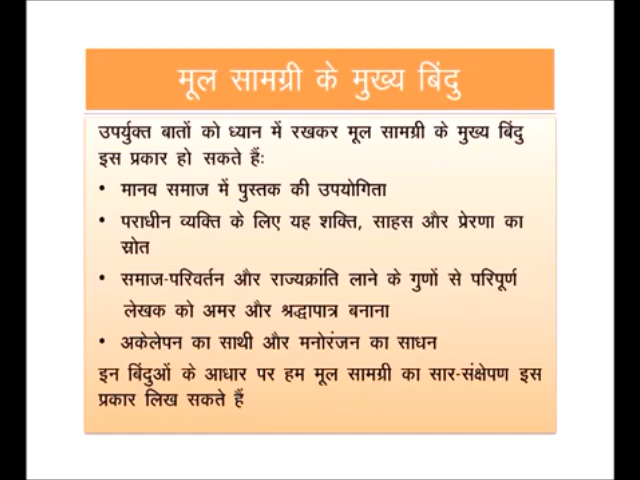 मूल सामग्री के मुख्य बिंदु
उपर्युक्त बातों को ध्यान में रखकर मूल सामग्री के मुख्य बिंदु
इस प्रकार हो सकते हैं:
• मानव समाज में पुस्तक की उपयोगिता
• पराधीन व्यक्ति के लिए यह शक्ति, साहस और प्रेरणा का
स्रोत
• समाज-परिवर्तन और राज्यक्रांति लाने के गुणों से परिपूर्ण
लेखक को अमर और श्रद्धापात्र बनाना
• अकेलेपन का साथी और मनोरंजन का साधन
इन बिंदुओं के आधार पर हम मूल सामग्री का सार-संक्षेपण इस
प्रकार लिख सकते हैं